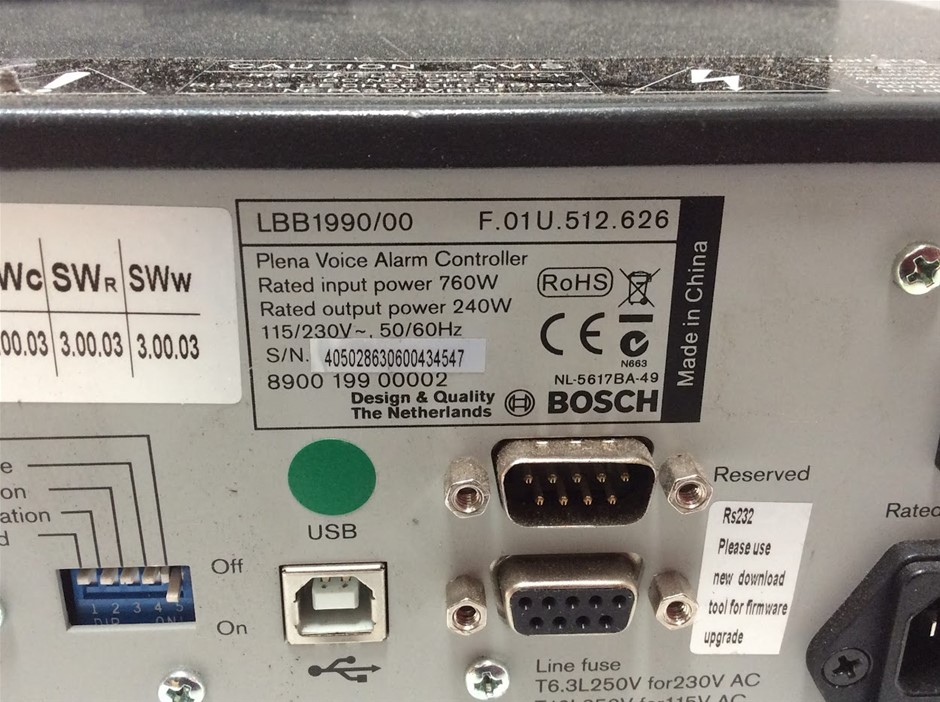 CAUTION AVIS
LBB1990/00 F.01U.512.626
Plena Voice Alarm Controller
Rated input power 760W
Rated output power 240W
115/230V~, 50/60Hz
S/N. 405028630600434547
8900 199 00002
Design & Quality
The Netherlands
RoHS
CE
N663
NL-5617BA-49
BOSCH
Made in China
SWR SWW
.00.03 3.00.03 3.00.03
USB
Reserved
Rs232
Please use
new download
tool for firmware
upgrade
Off
On
1 2 3 4 5
DIP ON
Rated
Line fuse
T6.3L250V for230V AC